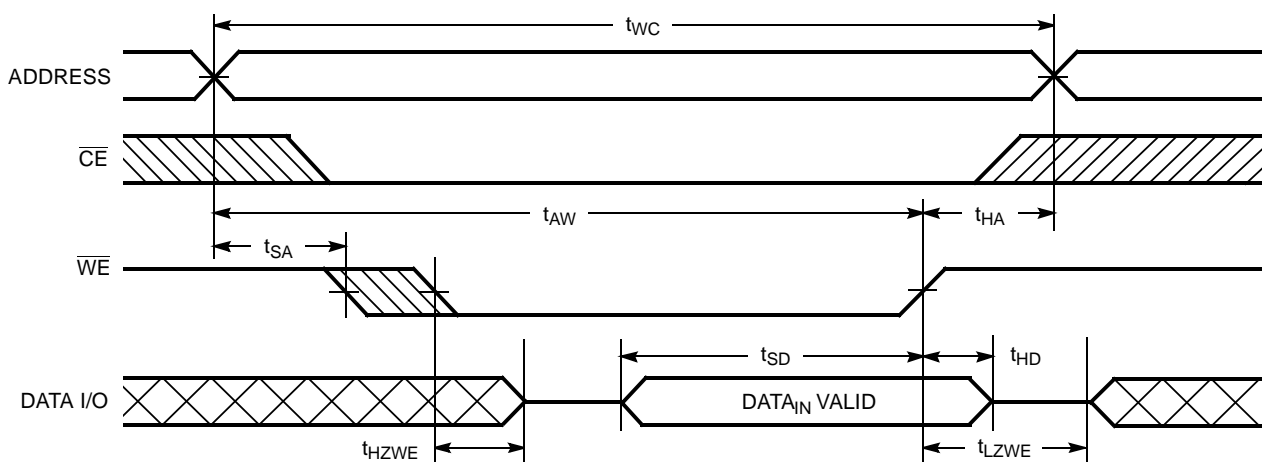 tWC
ADDRESS
CE
tAW
tHA
tSA
WE
tSD
tHD
DATA I/O
DATAIN VALID
tHZWE
tLZWE